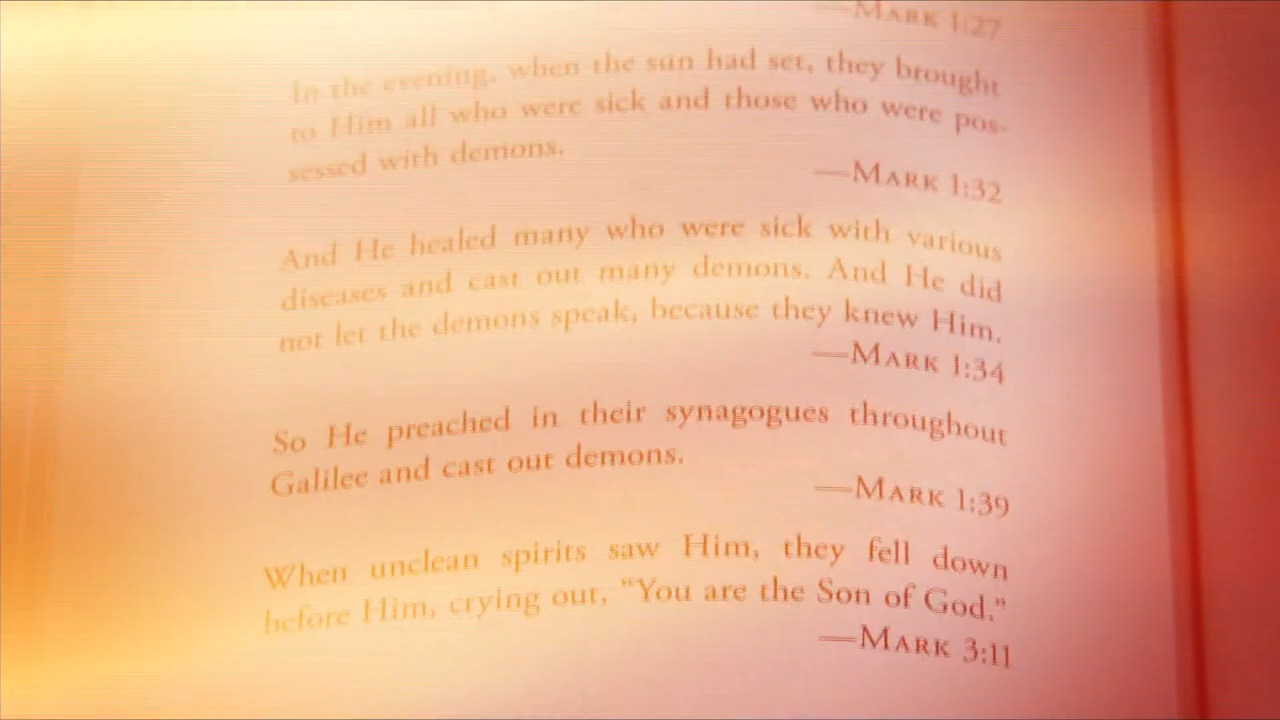 —MARK 1:27
In the evening, when the sun had set, they brought
to Him all who were sick and those who were pos-
sessed with demons.
—MARK 1:32
And He healed many who were sick with various
diseases and cast out many demons. And He did
not let the demons speak, because they knew Him.
—MARK 1:34
So He preached in their synagogues throughout
Galilee and cast out demons.
—MARK 1:39
When unclean spirits saw Him, they fell down
before Him, crying out, “You are the Son of God.”
—MARK 3:11